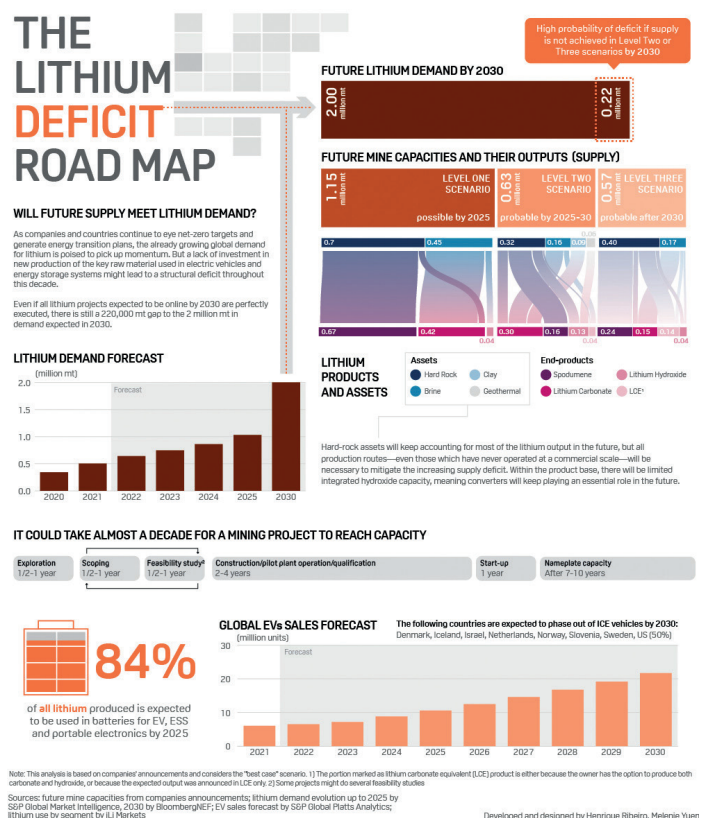 THE
LITHIUM
DEFICIT
ROAD MAP
High probability of deficit if supply
is not achieved in Level Two or
Three scenarios by 2030
FUTURE LITHIUM DEMAND BY 2030
2.00
million mt
0.22
million mt
FUTURE MINE CAPACITIES AND THEIR OUTPUTS (SUPPLY)
1.15
million mt
LEVEL ONE
SCENARIO
possible by 2025
0.63
million mt
LEVEL TWO
SCENARIO
probable by 2025-30
0.57
million mt
LEVEL THREE
SCENARIO
probable after 2030
0.06
0.7 0.45 0.32 0.16 0.09 0.40 0.17
0.67 0.42 0.30 0.16 0.13 0.24 0.15 0.14
0.04 0.04 0.04
WILL FUTURE SUPPLY MEET LITHIUM DEMAND?
As companies and countries continue to eye net-zero targets and
generate energy transition plans, the already growing global demand
for lithium is poised to pick up momentum. But a lack of investment in
new production of the key raw material used in electric vehicles and
energy storage systems might lead to a structural deficit throughout
this decade.
Even if all lithium projects expected to be online by 2030 are perfectly
executed, there is still a 220,000 mt gap to the 2 million mt in
demand expected in 2030.
LITHIUM
PRODUCTS
AND ASSETS
Assets
Hard Rock
Clay
Brine
Geothermal
End-products
Spodumene
Lithium Hydroxide
Lithium Carbonate
LCE¹
Hard-rock assets will keep accounting for most of the lithium output in the future, but all
production routes—even those which have never operated at a commercial scale—will be
necessary to mitigate the increasing supply deficit. Within the product base, there will be limited
integrated hydroxide capacity, meaning converters will keep playing an essential role in the future.
LITHIUM DEMAND FORECAST
(million mt)
Forecast
2.0
1.5
1.0
0.5
0.0
2020 2021 2022 2023 2024 2025 2030
IT COULD TAKE ALMOST A DECADE FOR A MINING PROJECT TO REACH CAPACITY
Exploration
1/2-1 year
Scoping
1/2-1 year
Feasibility study²
1/2-1 year
Construction/pilot plant operation/qualification
2-4 years
Start-up
1 year
Nameplate capacity
After 7-10 years
84%
of all lithium produced is expected
to be used in batteries for EV, ESS
and portable electronics by 2025
GLOBAL EVs SALES FORECAST
(milllion units)
The following countries are expected to phase out of ICE vehicles by 2030:
Denmark, Iceland, Israel, Netherlands, Norway, Slovenia, Sweden, US (50%)
Forecast
30
20
10
0
2021 2022 2023 2024 2025 2026 2027 2028 2029 2030
Note: This analysis is based on companies' announcements and considers the "best case" scenario. 1) The portion marked as lithium carbonate equivalent (LCE) product is either because the owner has the option to produce both
carbonate and hydroxide, or because the expected output was announced in LCE only. 2) Some projects might do several feasibility studies
Sources: future mine capacities from companies announcements; lithium demand evolution up to 2025 by
S&P Global Market Intelligence, 2030 by BloombergNEF; EV sales forecast by S&P Global Platts Analytics;
lithium use by segment by iLi Markets
Developed and designed by Henrique Ribeiro, Melenie Yuen